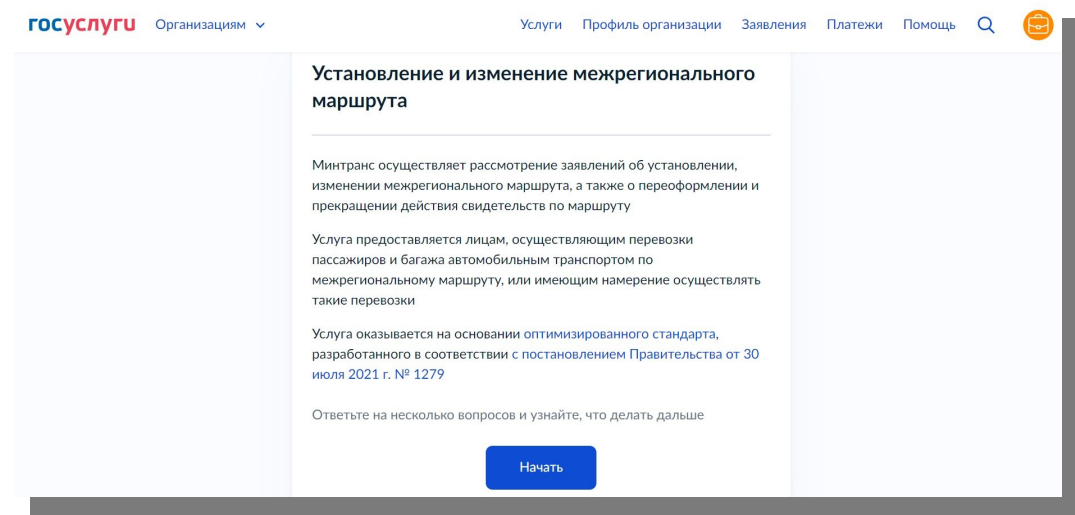 госуслуги Организациям Услуги Профиль организации Заявления Платежи Помощь
Установление и изменение межрегионального
маршрута
Минтранс осуществляет рассмотрение заявлений об установлении,
изменении межрегионального маршрута, а также о переоформлении и
прекращении действия свидетельств по маршруту
Услуга предоставляется лицам, осуществляющим перевозки
пассажиров и багажа автомобильным транспортом по
межрегиональному маршруту, или имеющим намерение осуществлять
такие перевозки
Услуга оказывается на основании оптимизированного стандарта,
разработанного в соответствии с постановлением Правительства от 30
июля 2021 г. № 1279
Ответьте на несколько вопросов и узнайте, что делать дальше
Начать